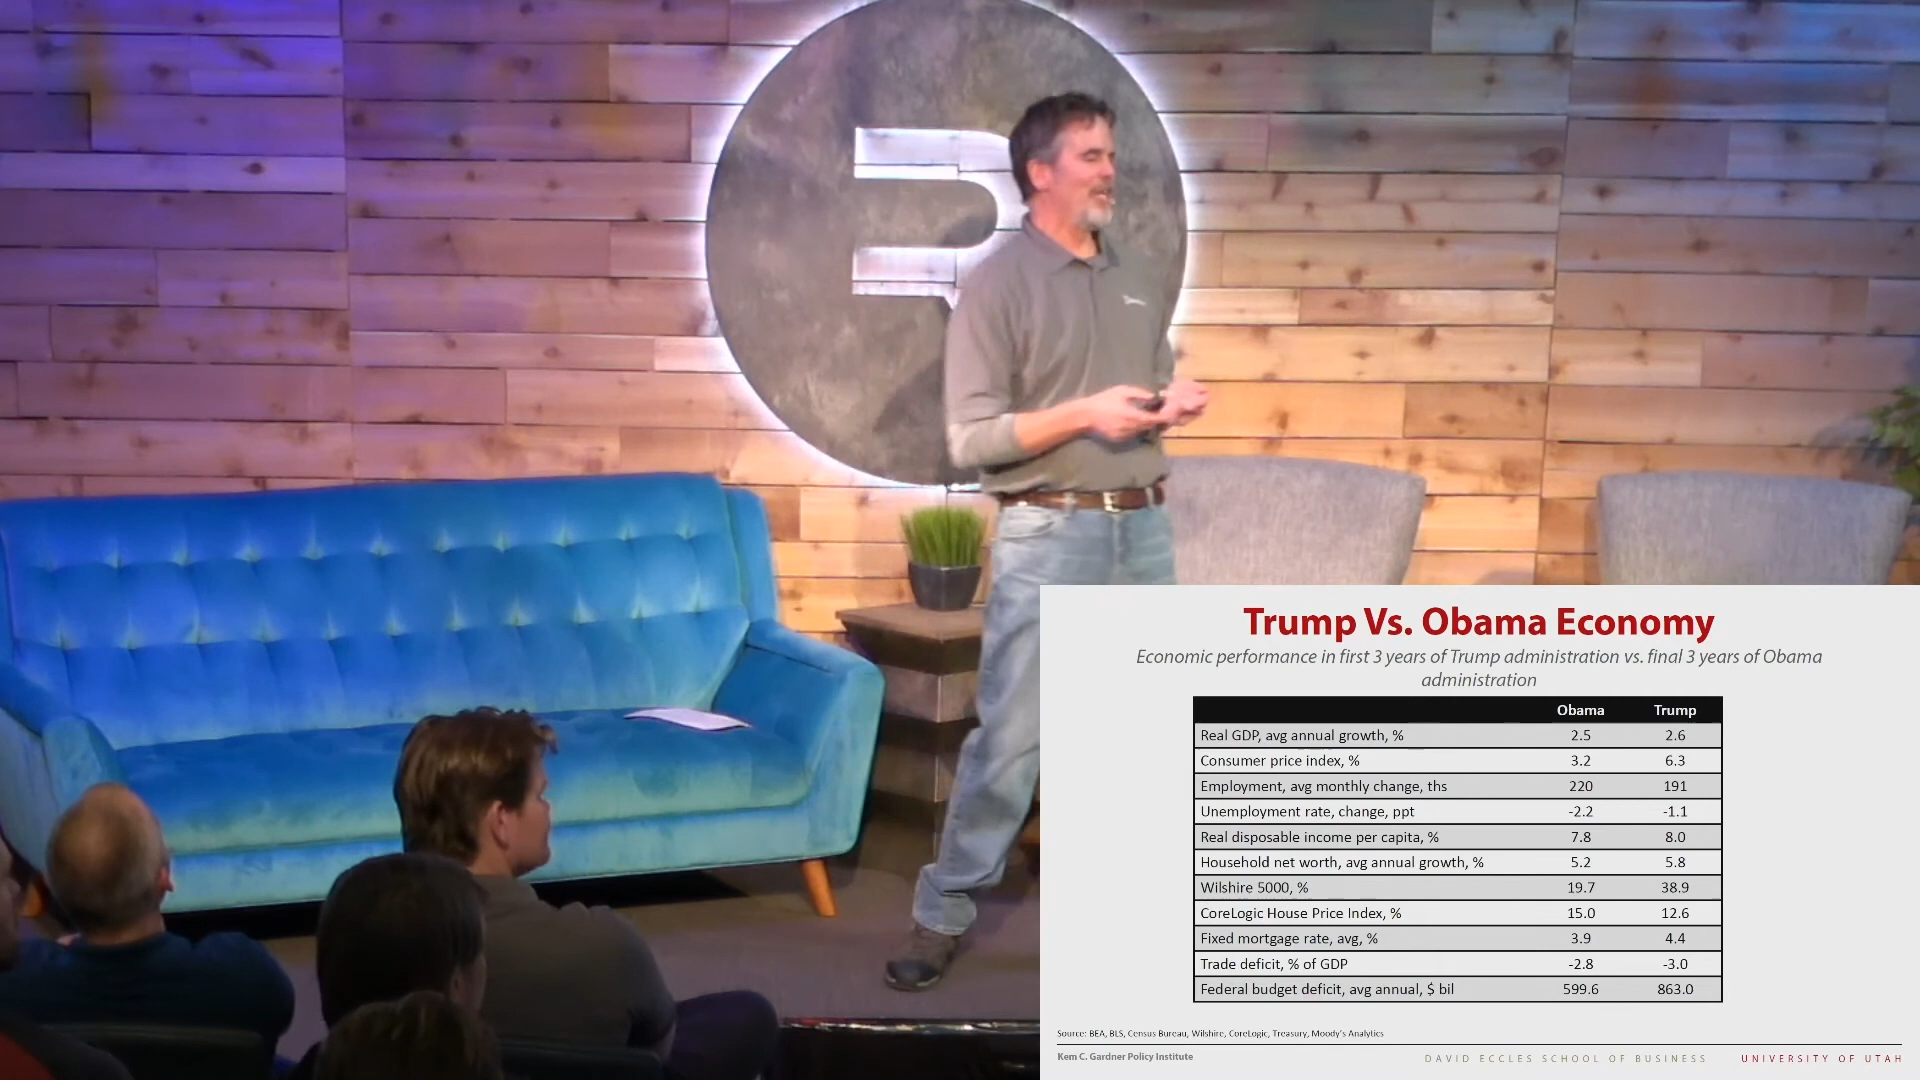 Trump Vs. Obama Economy
Economic performance in first 3 years of Trump administration vs. final 3 years of Obama
administration
Obama Trump
Real GDP, avg annual growth, % 2.5 2.6
Consumer price index, % 3.2 6.3
Employment, avg monthly change, ths 220 191
Unemployment rate, change, ppt -2.2 -1.1
Real disposable income per capita, % 7.8 8.0
Household net worth, avg annual growth, % 5.2 5.8
Wilshire 5000, % 19.7 38.9
CoreLogic House Price Index, % 15.0 12.6
Fixed mortgage rate, avg, % 3.9 4.4
Trade deficit, % of GDP -2.8 -3.0
Federal budget deficit, avg annual, $ bil 599.6 863.0
Source: BEA, BLS, Census Bureau, Wilshire, CoreLogic, Treasury, Moody's Analytics
Kem C. Gardner Policy Institute DAVID ECCLES SCHOOL OF BUSINESS UNIVERSITY OF UTAH